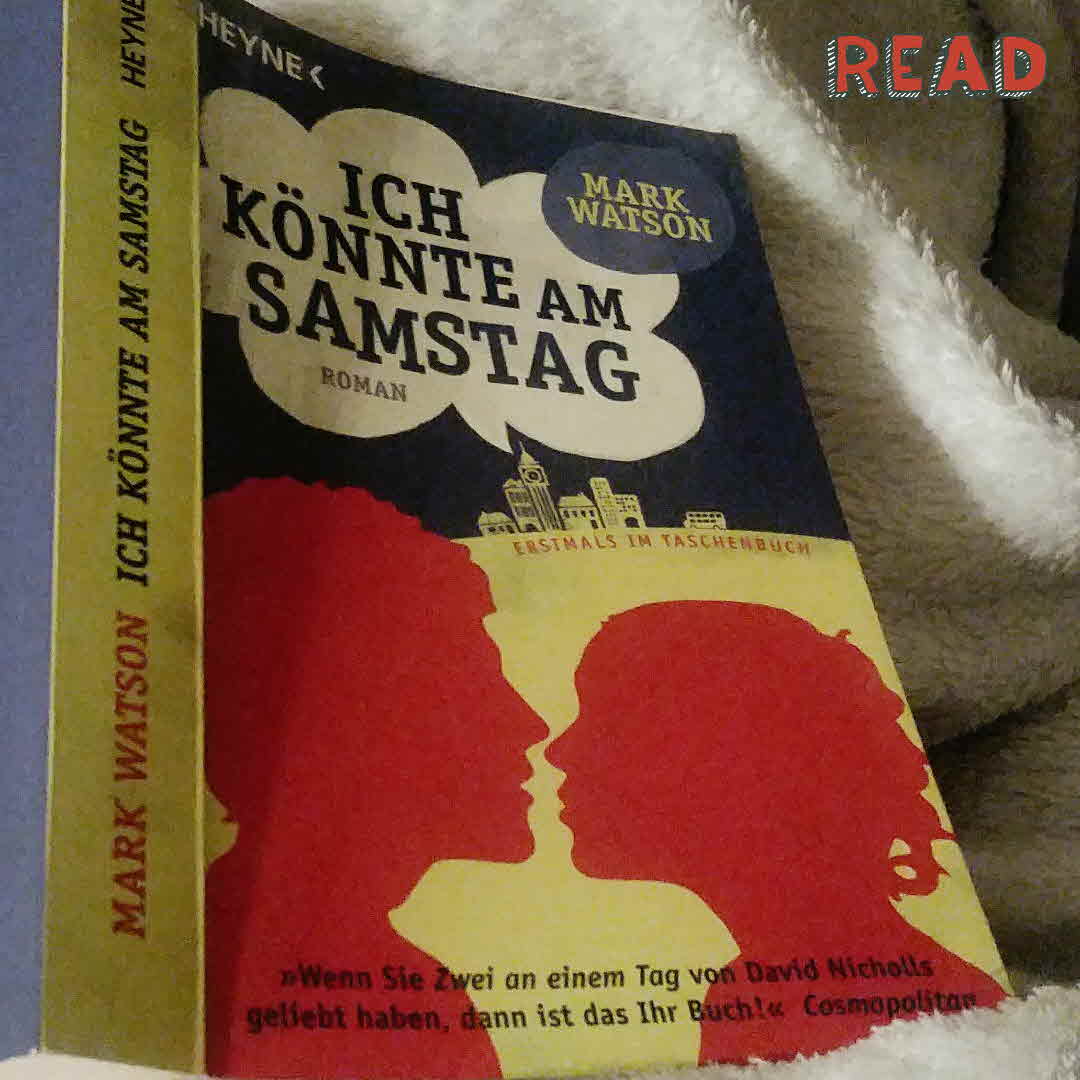 READ
HEYNE‹
MARK
WATSON
ICH
KÖNNTE AM
SAMSTAG
ROMAN
ERSTMALS IM TASCHENBUCH
»Wenn Sie Zwei an einem Tag von David Nicholls
geliebt haben, dann ist das Ihr Buch!« Cosmopolitan
MARK WATSON ICH KÖNNTE AM SAMSTAG HEYNE